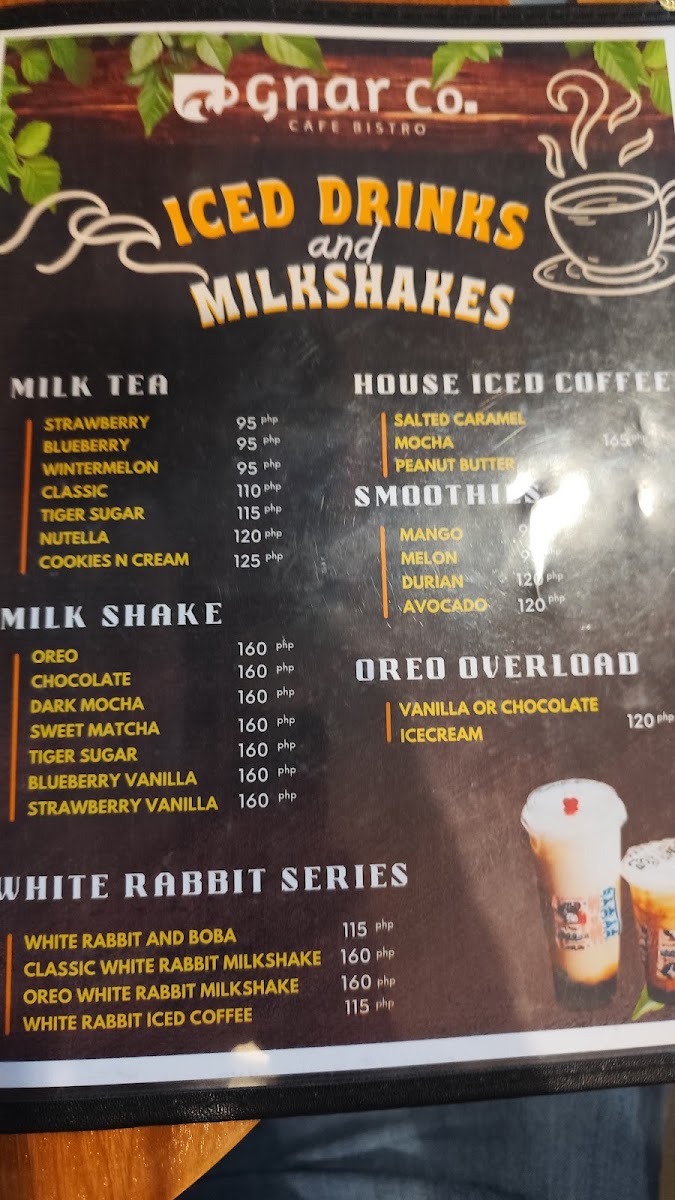 gnar co.
CAFE BISTRO
ICED DRINKS
and
MILKSHAKES
MILK TEA
STRAWBERRY 95 php
BLUEBERRY 95 php
WINTERMELON 95 php
CLASSIC 110 php
TIGER SUGAR 115 php
NUTELLA 120 php
COOKIES N CREAM 125 php
MILK SHAKE
OREO 160 php
CHOCOLATE 160 php
DARK MOCHA 160 php
SWEET MATCHA 160 php
TIGER SUGAR 160 php
BLUEBERRY VANILLA 160 php
STRAWBERRY VANILLA 160 php
WHITE RABBIT SERIES
WHITE RABBIT AND BOBA 115 php
CLASSIC WHITE RABBIT MILKSHAKE 160 php
OREO WHITE RABBIT MILKSHAKE 160 php
WHITE RABBIT ICED COFFEE 115 php
HOUSE ICED COFFEE
SALTED CARAMEL
MOCHA 165 php
PEANUT BUTTER
SMOOTHIES
MANGO
MELON
DURIAN 120 php
AVOCADO 120 php
OREO OVERLOAD
VANILLA OR CHOCOLATE
ICECREAM 120 php